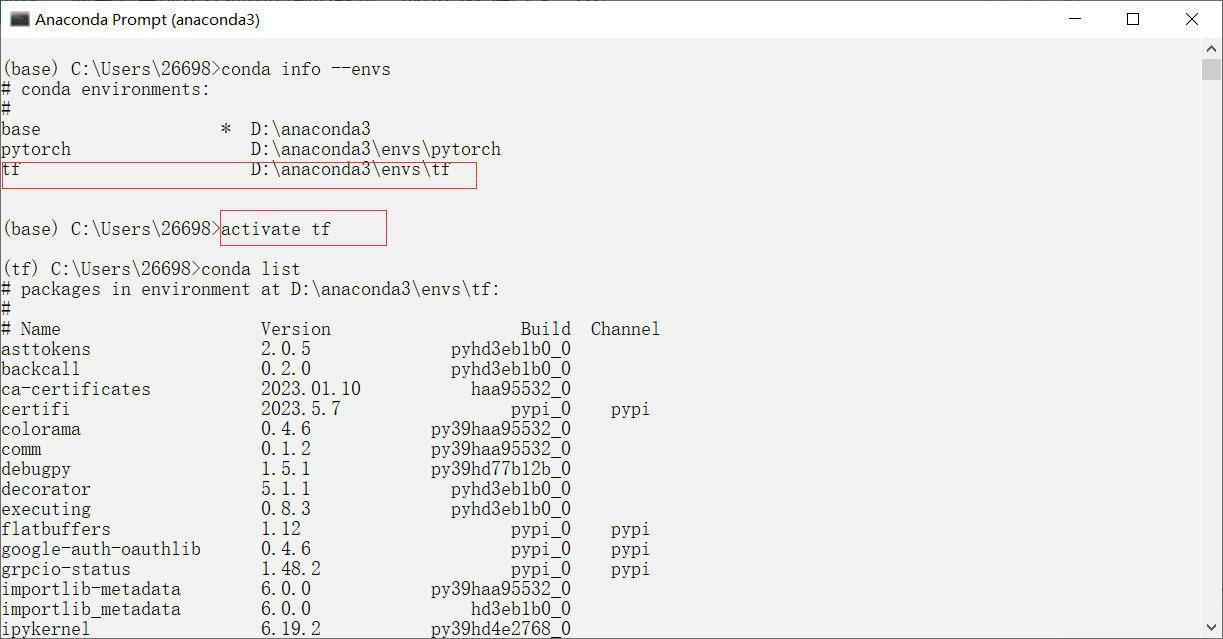 Anaconda Prompt (anaconda3)
(base) C:\Users\26698>conda info --envs
# conda environments:
#
base                  *  D:\anaconda3
pytorch                  D:\anaconda3\envs\pytorch
tf                       D:\anaconda3\envs\tf
(base) C:\Users\26698>activate tf
(tf) C:\Users\26698>conda list
# packages in environment at D:\anaconda3\envs\tf:
#
# Name                    Version                   Build  Channel
asttokens                 2.0.5              pyhd3eb1b0_0
backcall                  0.2.0              pyhd3eb1b0_0
ca-certificates           2023.01.10           haa95532_0
certifi                   2023.5.7                 pypi_0    pypi
colorama                  0.4.6            py39haa95532_0
comm                      0.1.2            py39haa95532_0
debugpy                   1.5.1            py39hd77b12b_0
decorator                 5.1.1              pyhd3eb1b0_0
executing                 0.8.3              pyhd3eb1b0_0
flatbuffers               1.12                     pypi_0    pypi
google-auth-oauthlib      0.4.6                    pypi_0    pypi
grpcio-status             1.48.2                   pypi_0    pypi
importlib-metadata        6.0.0            py39haa95532_0
importlib_metadata        6.0.0                hd3eb1b0_0
ipykernel                 6.19.2           py39hd4e2768_0